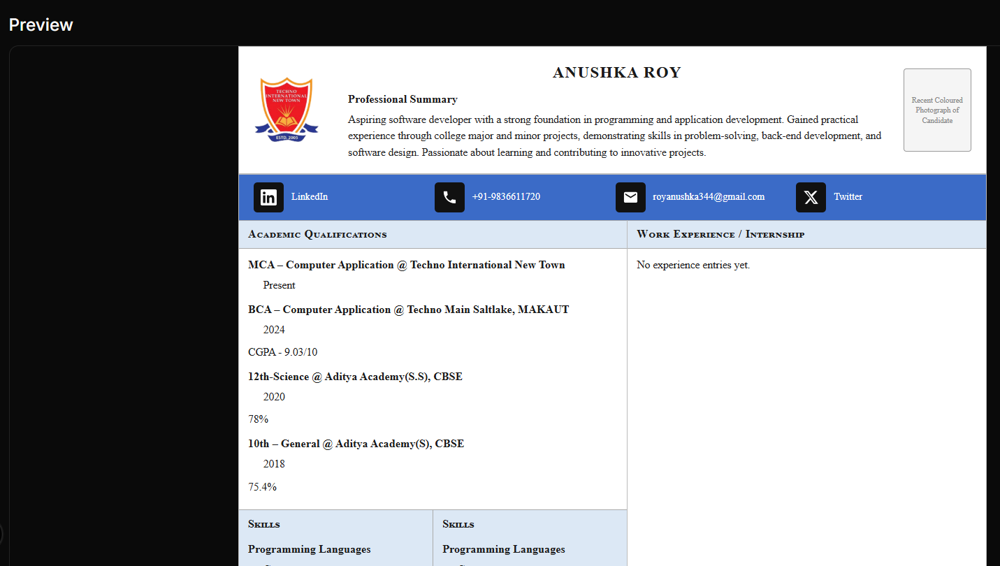 Preview
ANUSHKA ROY
TECHNO
INTERNATIONAL
NEW TOWN
ESTD. 2005
Professional Summary
Aspiring software developer with a strong foundation in programming and application development. Gained practical
experience through college major and minor projects, demonstrating skills in problem-solving, back-end development, and
software design. Passionate about learning and contributing to innovative projects.
Recent Coloured
Photograph of
Candidate
LinkedIn
+91-9836611720
royanushka344@gmail.com
Twitter
Academic Qualifications
MCA – Computer Application @ Techno International New Town
Present
BCA – Computer Application @ Techno Main Saltlake, MAKAUT
2024
CGPA - 9.03/10
12th-Science @ Aditya Academy(S.S), CBSE
2020
78%
10th – General @ Aditya Academy(S), CBSE
2018
75.4%
Work Experience / Internship
No experience entries yet.
Skills
Programming Languages
Skills
Programming Languages